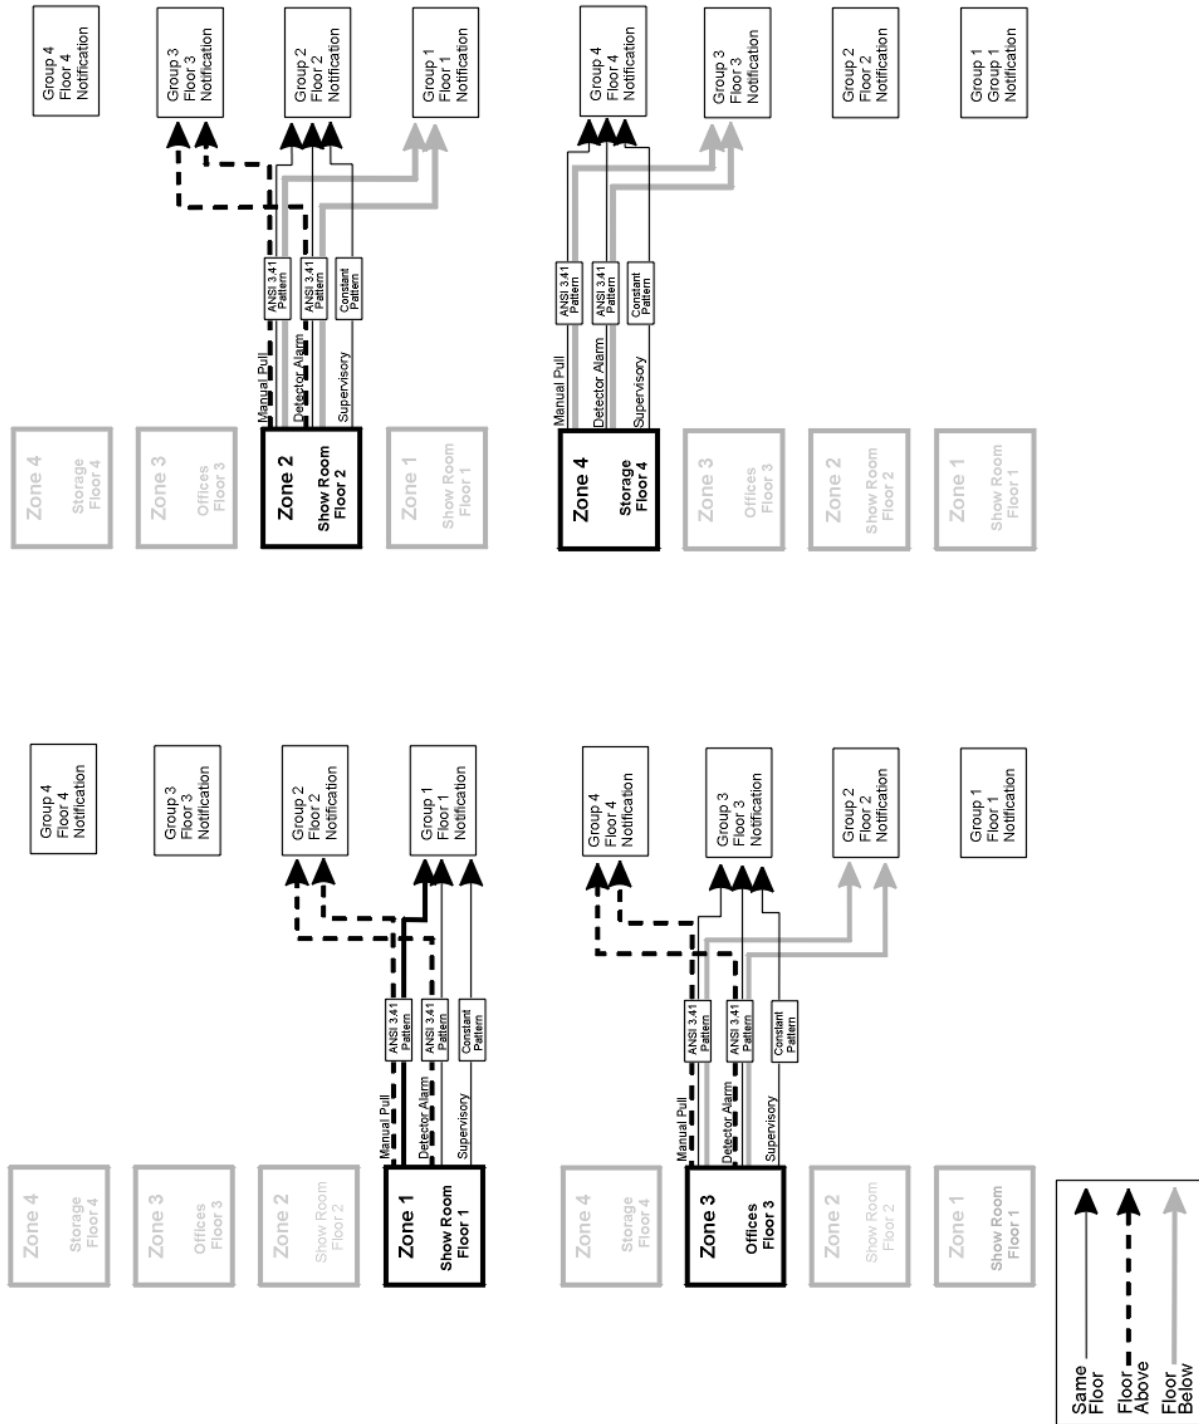 Zone 4
Storage
Floor 4
Zone 3
Offices
Floor 3
Zone 2
Show Room
Floor 2
Zone 1
Show Room
Floor 1
Manual Pull
Detector Alarm
Supervisory
ANSI 3.41
Pattern
ANSI 3.41
Pattern
Constant
Pattern
Group 4
Floor 4
Notification
Group 3
Floor 3
Notification
Group 2
Floor 2
Notification
Group 1
Floor 1
Notification
Zone 4
Storage
Floor 4
Zone 3
Offices
Floor 3
Zone 2
Show Room
Floor 2
Zone 1
Show Room
Floor 1
Manual Pull
Detector Alarm
Supervisory
ANSI 3.41
Pattern
ANSI 3.41
Pattern
Constant
Pattern
Group 4
Floor 4
Notification
Group 3
Floor 3
Notification
Group 2
Floor 2
Notification
Group 1
Floor 1
Notification
Zone 4
Storage
Floor 4
Zone 3
Offices
Floor 3
Zone 2
Show Room
Floor 2
Zone 1
Show Room
Floor 1
Manual Pull
Detector Alarm
Supervisory
ANSI 3.41
Pattern
ANSI 3.41
Pattern
Constant
Pattern
Group 4
Floor 4
Notification
Group 3
Floor 3
Notification
Group 2
Floor 2
Notification
Group 1
Floor 1
Notification
Zone 4
Storage
Floor 4
Zone 3
Offices
Floor 3
Zone 2
Show Room
Floor 2
Zone 1
Show Room
Floor 1
Manual Pull
Detector Alarm
Supervisory
ANSI 3.41
Pattern
ANSI 3.41
Pattern
Constant
Pattern
Group 4
Floor 4
Notification
Group 3
Floor 3
Notification
Group 2
Floor 2
Notification
Group 1
Group 1
Notification
Same
Floor
Floor
Above
Floor
Below